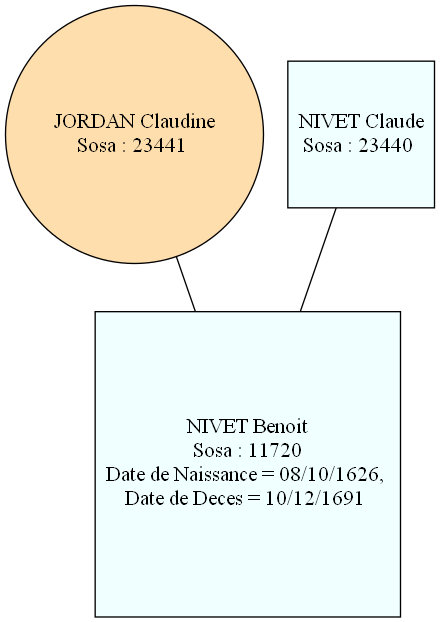 JORDAN Claudine
Sosa : 23441
NIVET Claude
Sosa : 23440
NIVET Benoit
Sosa : 11720
Date de Naissance = 08/10/1626,
Date de Deces = 10/12/1691